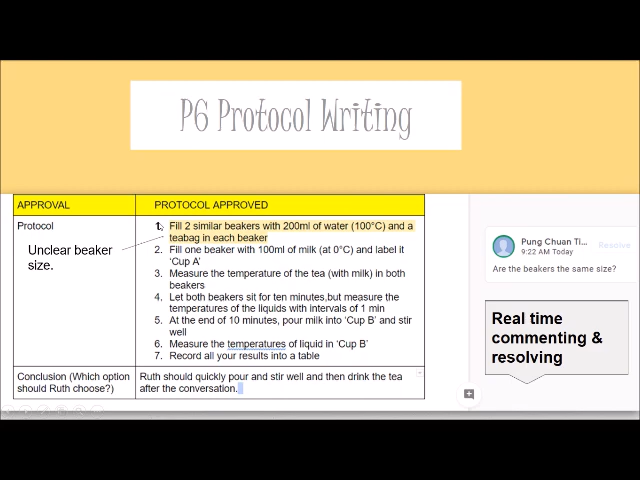 P6 Protocol Writing
APPROVAL
PROTOCOL APPROVED
Protocol
Unclear beaker
size.
1. Fill 2 similar beakers with 200ml of water (100°C) and a
teabag in each beaker
2. Fill one beaker with 100ml of milk (at 0°C) and label it
‘Cup A’
3. Measure the temperature of the tea (with milk) in both
beakers
4. Let both beakers sit for ten minutes,but measure the
temperatures of the liquids with intervals of 1 min
5. At the end of 10 minutes, pour milk into ‘Cup B’ and stir
well
6. Measure the temperatures of liquid in ‘Cup B’
7. Record all your results into a table
Conclusion (Which option
should Ruth choose?)
Ruth should quickly pour and stir well and then drink the tea
after the conversation.
Pung Chuan Ti...
Resolve
9:22 AM Today
Are the beakers the same size?
Real time
commenting &
resolving